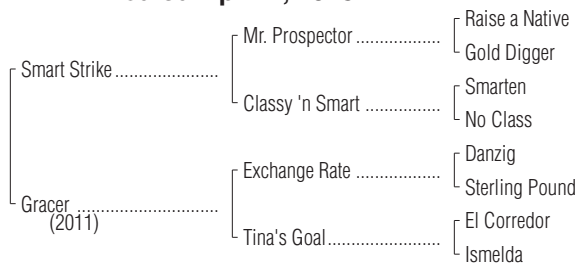 Raise a Native
Mr. Prospector ..................
Gold Digger
Smart Strike ......................
Smarten
Classy 'n Smart ................
No Class
Danzig
Exchange Rate ..................
Sterling Pound
Gracer ..............................
(2011)
El Corredor
Tina's Goal ........................
Ismelda